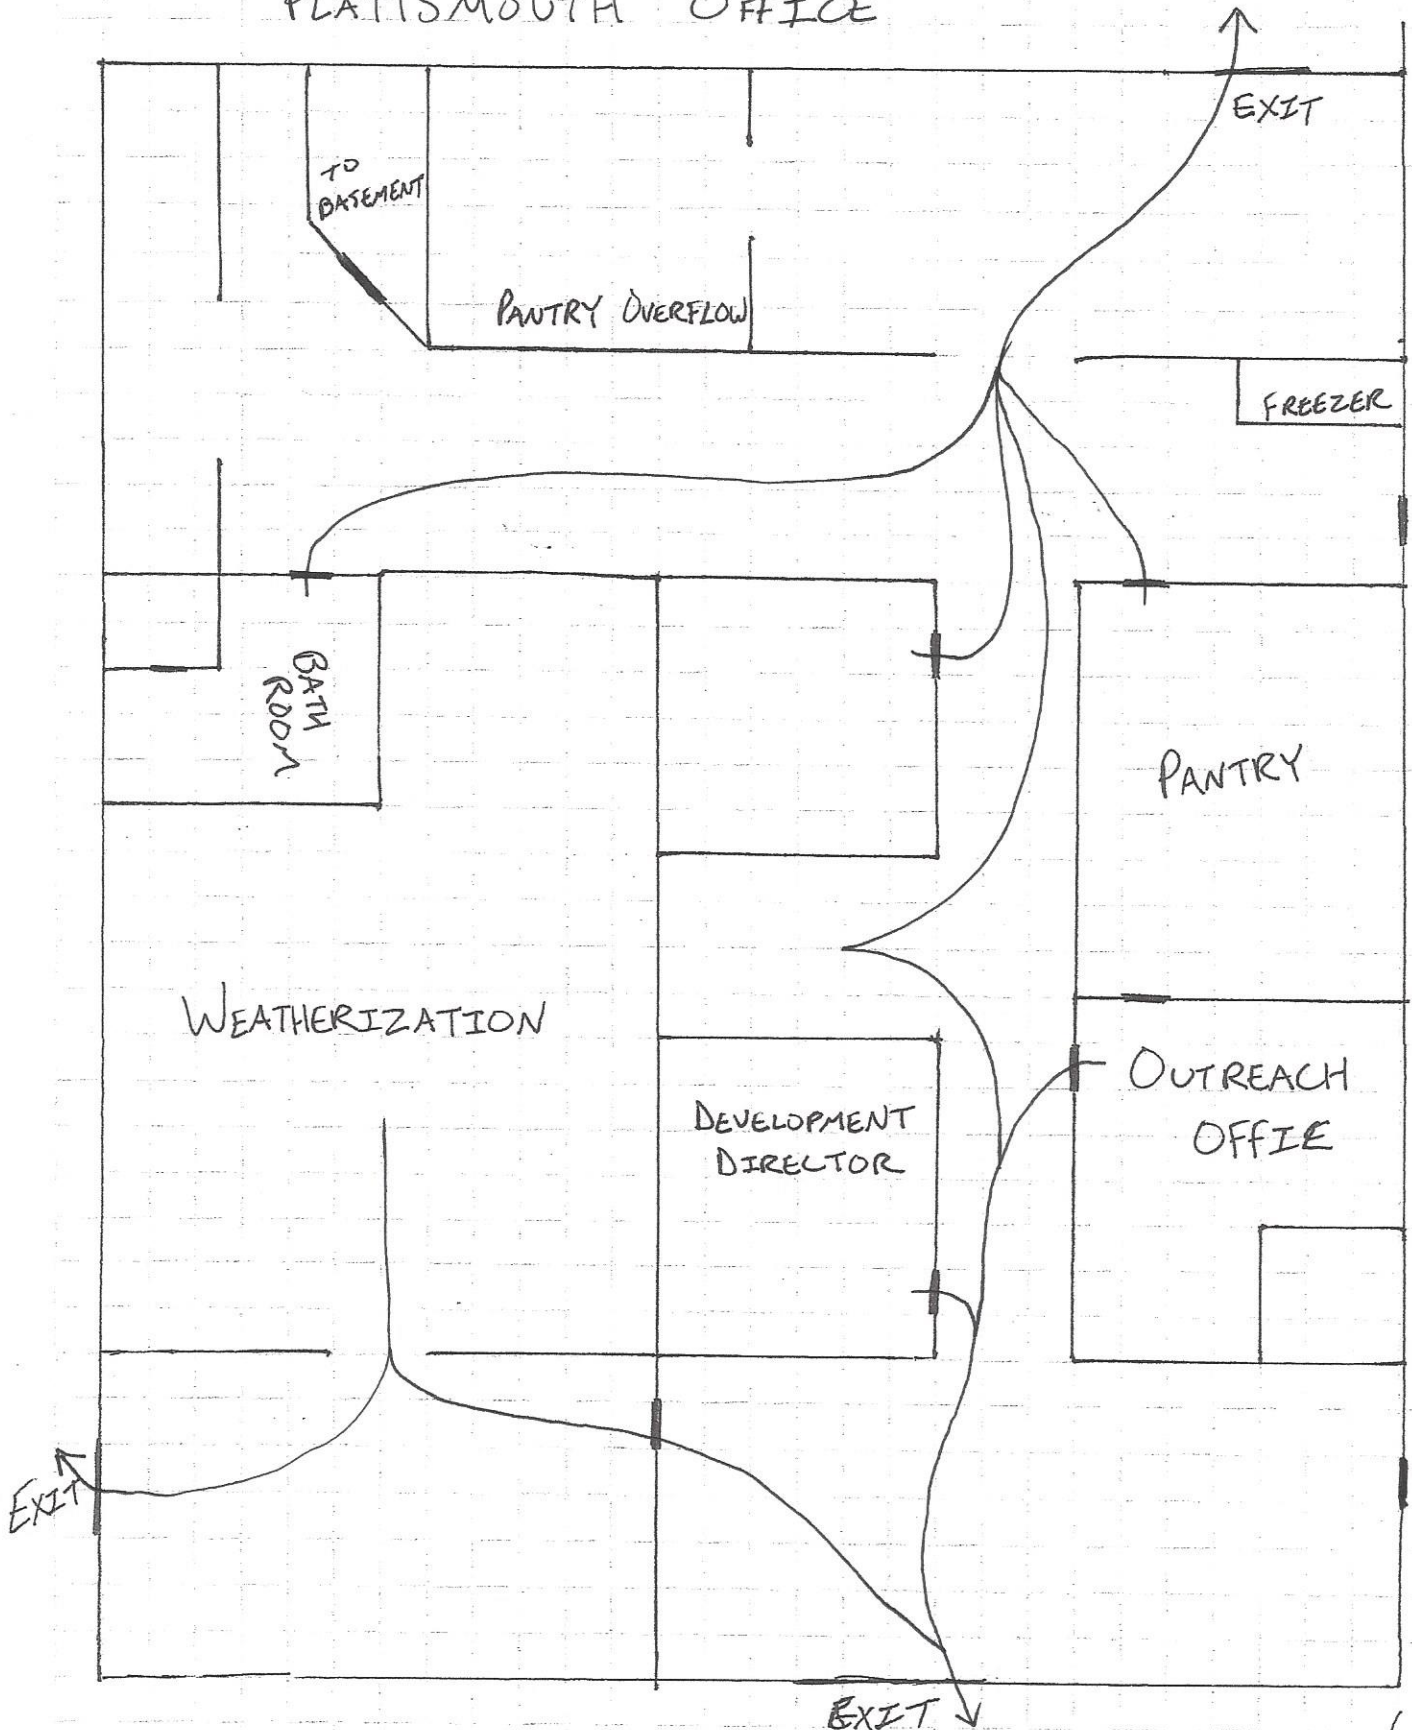 PLATTSMOUTH OFFICE
EXIT
TO
BASEMENT
PANTRY OVERFLOW
FREEZER
BATH
ROOM
PANTRY
WEATHERIZATION
OUTREACH
OFFIE
DEVELOPMENT
DIRECTOR
EXIT
EXIT